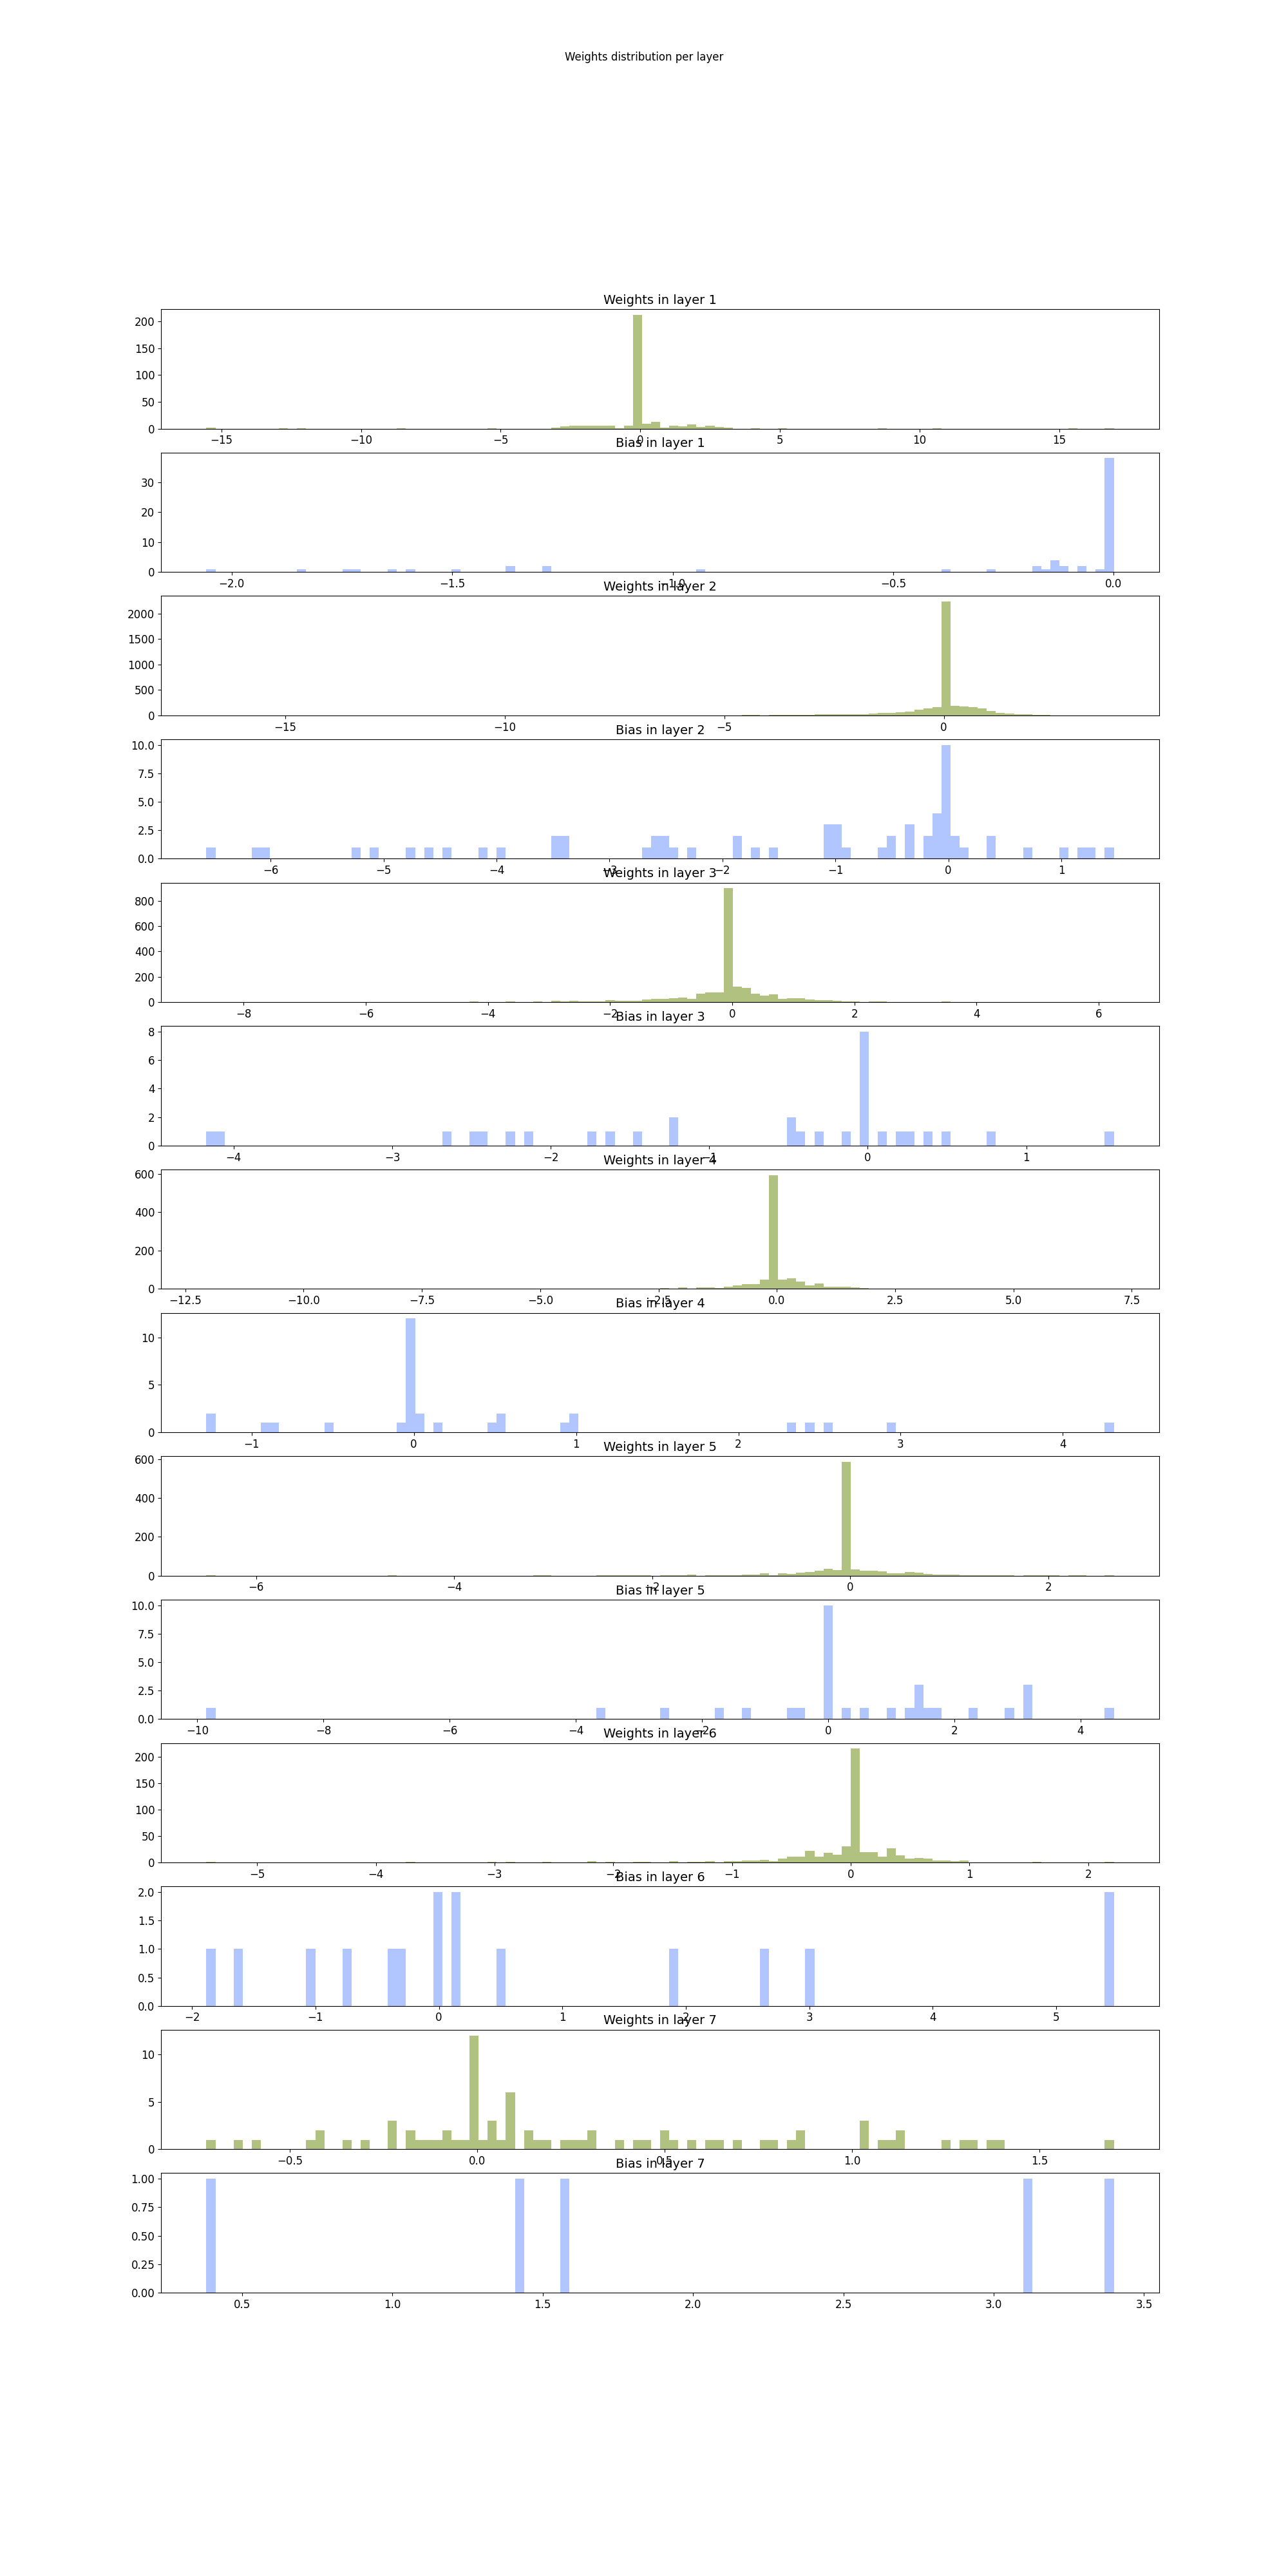 Weights distribution per layer
Weights in layer 1
200
150
100
50
0
−15 −10 −5 0 5 10 15
Bias in layer 1
30
20
10
0
−2.0 −1.5 −1.0 −0.5 0.0
Weights in layer 2
2000
1500
1000
500
0
−15 −10 −5 0
Bias in layer 2
10.0
7.5
5.0
2.5
0.0
−6 −5 −4 −3 −2 −1 0 1
Weights in layer 3
800
600
400
200
0
−8 −6 −4 −2 0 2 4 6
Bias in layer 3
8
6
4
2
0
−4 −3 −2 −1 0 1
Weights in layer 4
600
400
200
0
−12.5 −10.0 −7.5 −5.0 −2.5 0.0 2.5 5.0 7.5
Bias in layer 4
10
5
0
−1 0 1 2 3 4
Weights in layer 5
600
400
200
0
−6 −4 −2 0 2
Bias in layer 5
10.0
7.5
5.0
2.5
0.0
−10 −8 −6 −4 −2 0 2 4
Weights in layer 6
200
150
100
50
0
−5 −4 −3 −2 −1 0 1 2
Bias in layer 6
2.0
1.5
1.0
0.5
0.0
−2 −1 0 1 2 3 4 5
Weights in layer 7
10
5
0
−0.5 0.0 0.5 1.0 1.5
Bias in layer 7
1.00
0.75
0.50
0.25
0.00
0.5 1.0 1.5 2.0 2.5 3.0 3.5